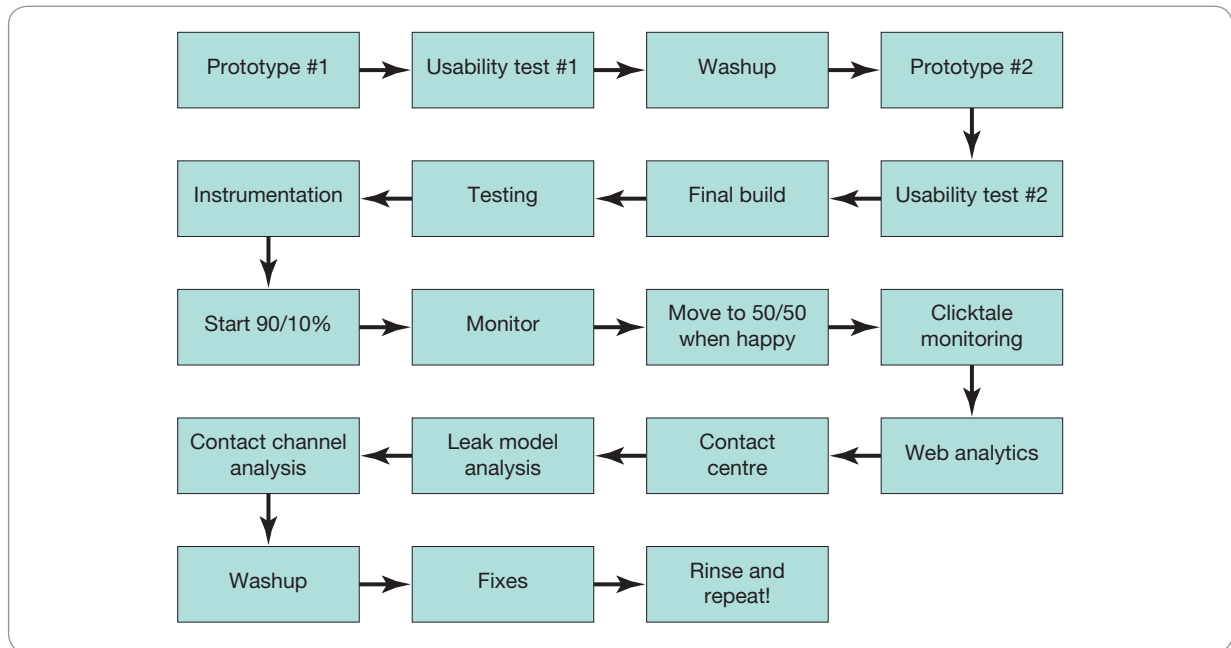 Prototype #1
Usability test #1
Washup
Prototype #2
Usability test #2
Final build
Testing
Instrumentation
Start 90/10%
Monitor
Move to 50/50
when happy
Clicktale
monitoring
Web analytics
Contact
centre
Leak model
analysis
Contact channel
analysis
Washup
Fixes
Rinse and
repeat!